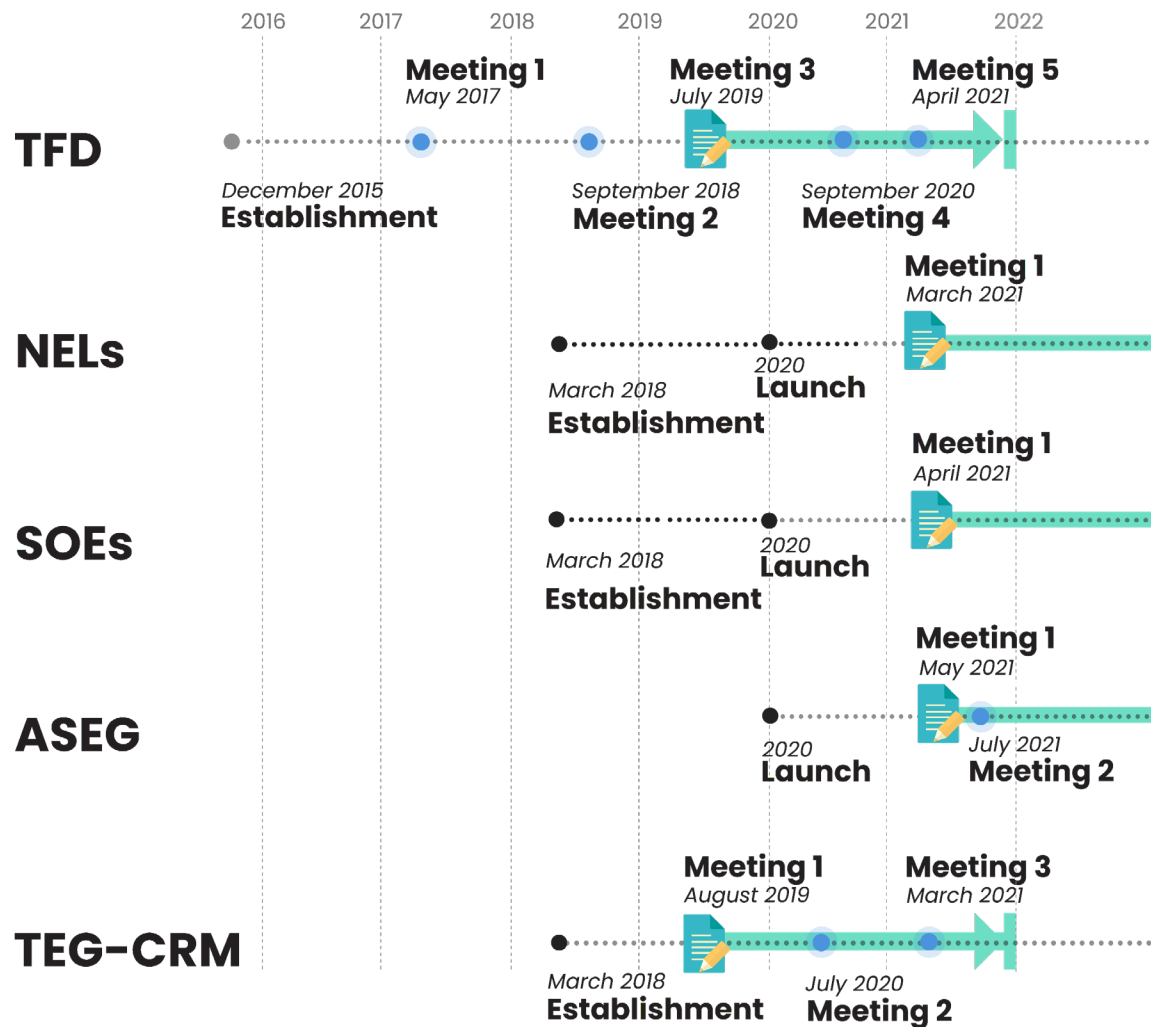 2016 2017 2018 2019 2020 2021 2022
Meeting 1 Meeting 3 Meeting 5
May 2017 July 2019 April 2021
TFD
December 2015 September 2018 September 2020
Establishment Meeting 2 Meeting 4
Meeting 1
March 2021
NELs
2020
Launch
March 2018
Establishment
Meeting 1
April 2021
SOEs
2020
Launch
March 2018
Establishment
Meeting 1
May 2021
ASEG
2020 July 2021
Launch Meeting 2
Meeting 1 Meeting 3
August 2019 March 2021
TEG-CRM
March 2018 July 2020
Establishment Meeting 2